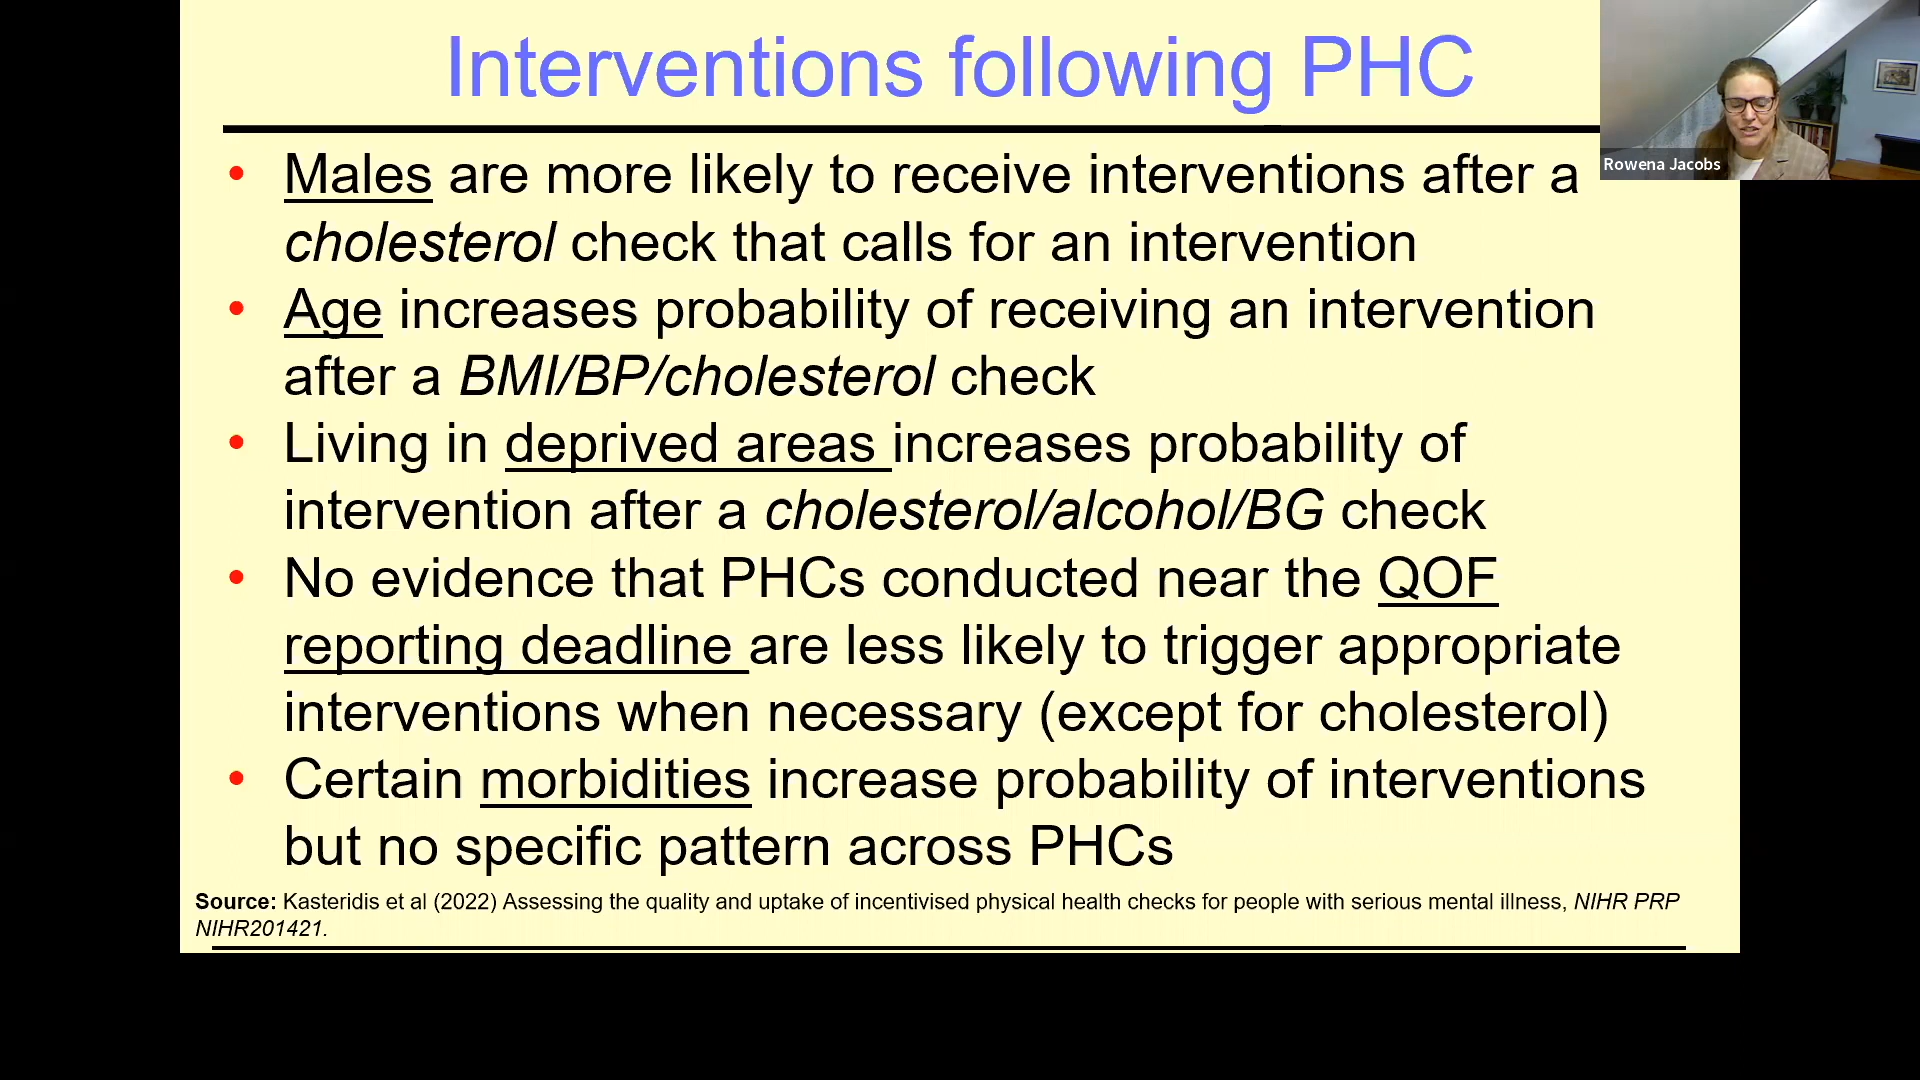 Interventions following PHC
Rowena Jacobs
• Males are more likely to receive interventions after a
cholesterol check that calls for an intervention
• Age increases probability of receiving an intervention
after a BMI/BP/cholesterol check
• Living in deprived areas increases probability of
intervention after a cholesterol/alcohol/BG check
• No evidence that PHCs conducted near the QOF
reporting deadline are less likely to trigger appropriate
interventions when necessary (except for cholesterol)
• Certain morbidities increase probability of interventions
but no specific pattern across PHCs
Source: Kasteridis et al (2022) Assessing the quality and uptake of incentivised physical health checks for people with serious mental illness, NIHR PRP
NIHR201421.